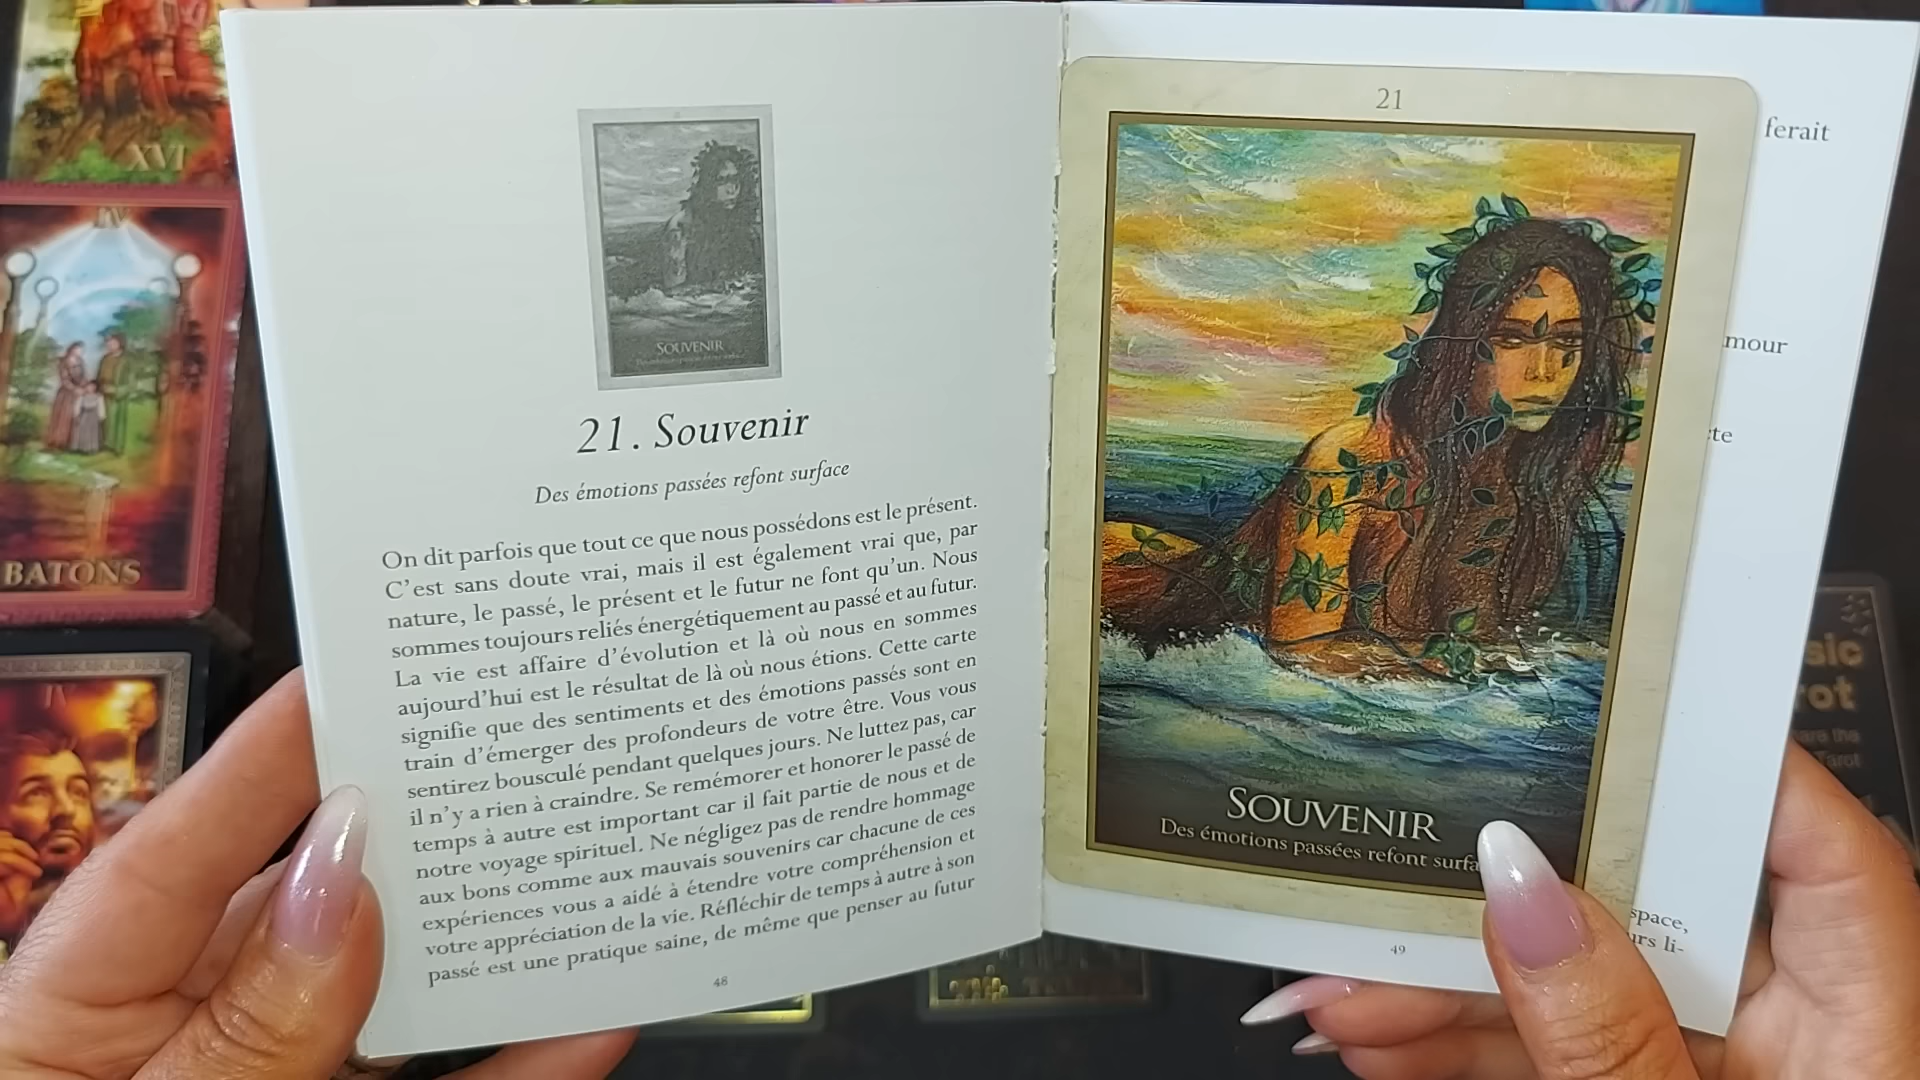 XVI
BATONS
IV
SOUVENIR
21. Souvenir
Des émotions passées refont surface
On dit parfois que tout ce que nous possédons est le présent.
C'est sans doute vrai, mais il est également vrai que, par
nature, le passé, le présent et le futur ne font qu'un. Nous
sommes toujours reliés énergétiquement au passé et au futur.
La vie est affaire d'évolution et là où nous en sommes
aujourd'hui est le résultat de là où nous étions. Cette carte
signifie que des sentiments et des émotions passés sont en
train d'émerger des profondeurs de votre être. Vous vous
sentirez bousculé pendant quelques jours. Ne luttez pas, car
il n'y a rien à craindre. Se remémorer et honorer le passé de
temps à autre est important car il fait partie de nous et de
notre voyage spirituel. Ne négligez pas de rendre hommage
aux bons comme aux mauvais souvenirs car chacune de ces
expériences vous a aidé à étendre votre compréhension et
votre appréciation de la vie. Réfléchir de temps à autre à son
passé est une pratique saine, de même que penser au futur
48
21
SOUVENIR
Des émotions passées refont surfa
ferait
mour
cte
space,
urs li-
49
sic
rot
are the
Tarot